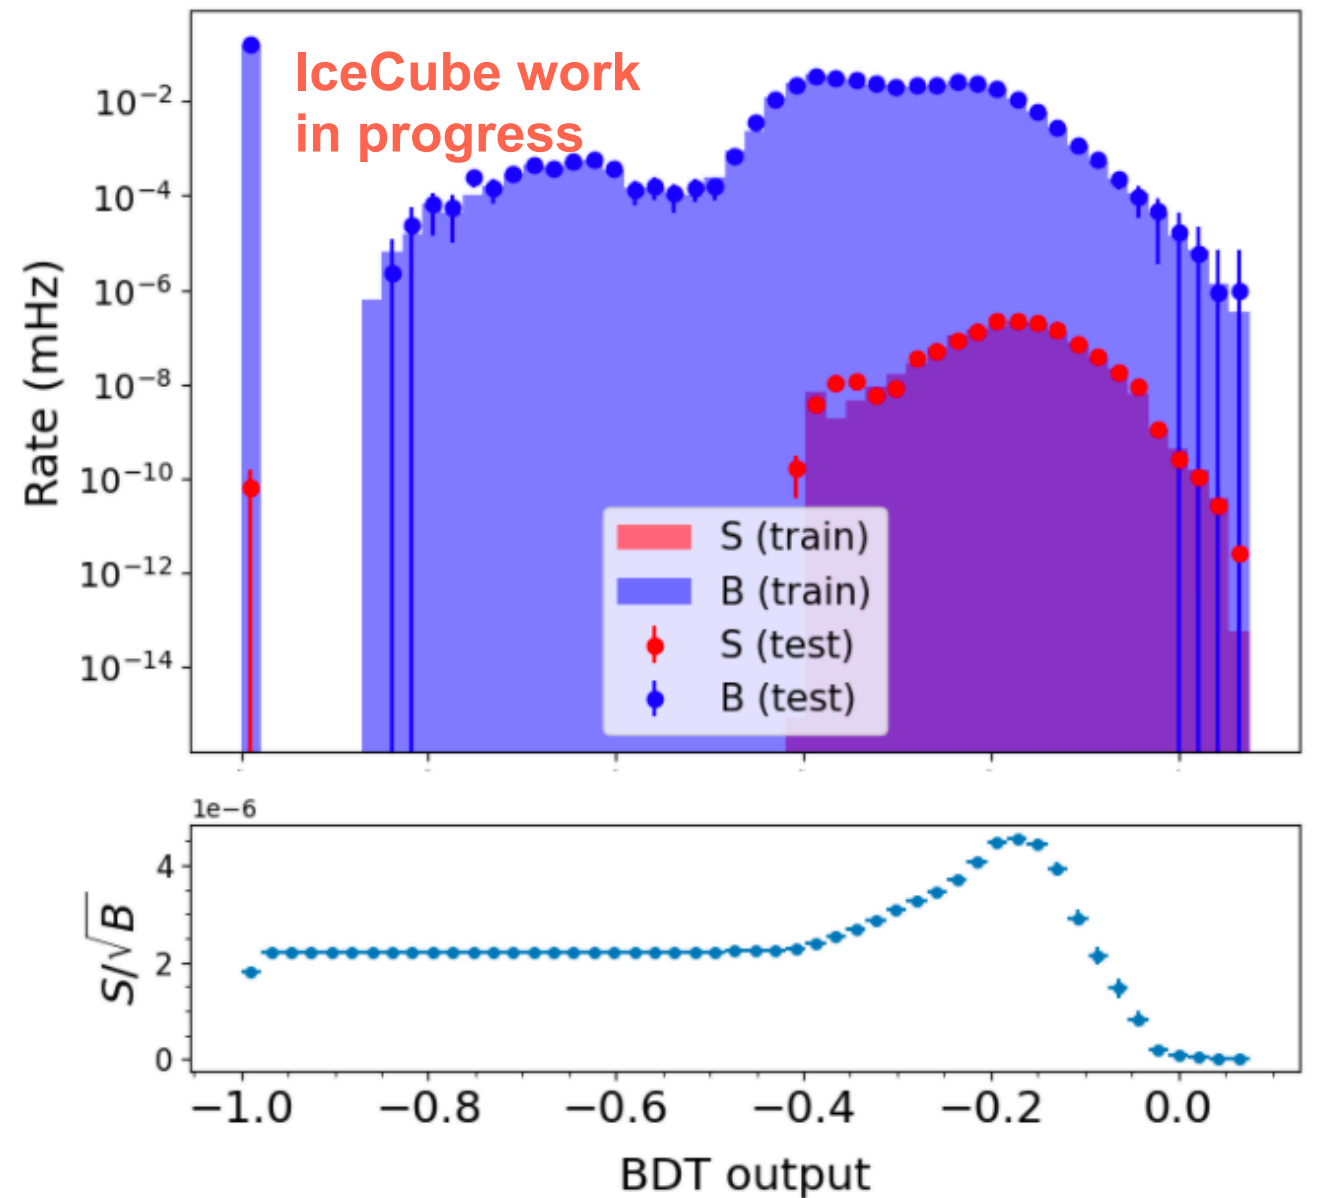 IceCube work
in progress
Rate (mHz)
10⁻²
10⁻⁴
10⁻⁶
10⁻⁸
10⁻¹⁰
10⁻¹²
10⁻¹⁴
S (train)
B (train)
S (test)
B (test)
1e−6
S/√B
4
2
0
−1.0 −0.8 −0.6 −0.4 −0.2 0.0
BDT output